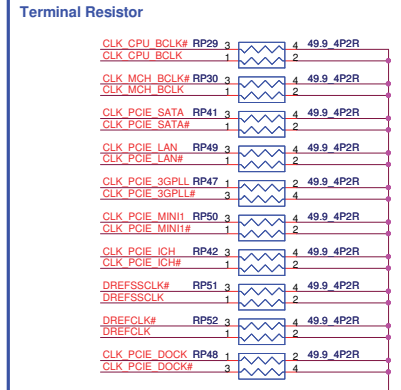 Terminal Resistor
CLK_CPU_BCLK# RP29 3 4 49.9_4P2R
CLK_CPU_BCLK 1 2
CLK_MCH_BCLK# RP30 3 4 49.9_4P2R
CLK_MCH_BCLK 1 2
CLK_PCIE_SATA RP41 3 4 49.9_4P2R
CLK_PCIE_SATA# 1 2
CLK_PCIE_LAN RP49 3 4 49.9_4P2R
CLK_PCIE_LAN# 1 2
CLK_PCIE_3GPLL RP47 1 2 49.9_4P2R
CLK_PCIE_3GPLL# 3 4
CLK_PCIE_MINI1 RP50 3 4 49.9_4P2R
CLK_PCIE_MINI1# 1 2
CLK_PCIE_ICH RP42 3 4 49.9_4P2R
CLK_PCIE_ICH# 1 2
DREFSSCLK# RP51 3 4 49.9_4P2R
DREFSSCLK 1 2
DREFCLK# RP52 3 4 49.9_4P2R
DREFCLK 1 2
CLK_PCIE_DOCK RP48 1 2 49.9_4P2R
CLK_PCIE_DOCK# 3 4